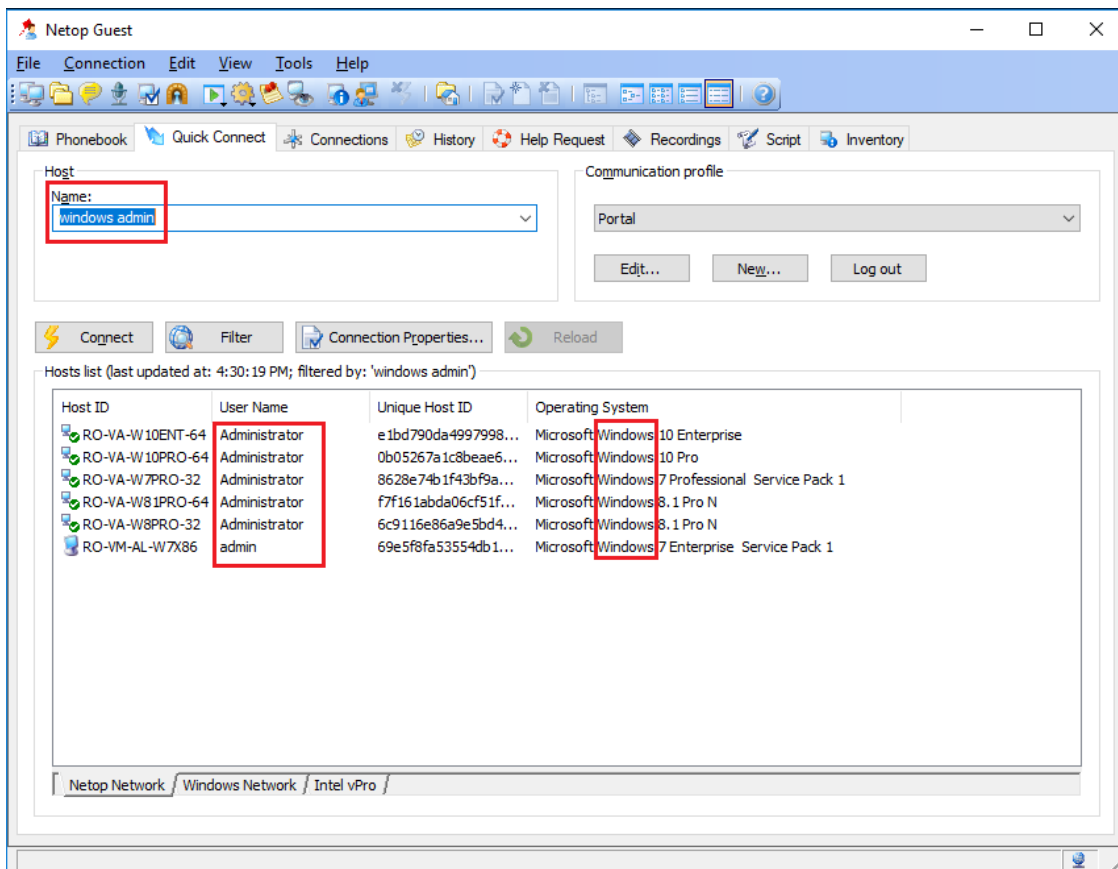 Netop Guest
File Connection Edit View Tools Help
Phonebook Quick Connect Connections History Help Request Recordings Script Inventory
Host Communication profile
Name:
windows admin Portal
Edit... New... Log out
Connect Filter Connection Properties... Reload
Hosts list (last updated at: 4:30:19 PM; filtered by: 'windows admin')
Host ID User Name Unique Host ID Operating System
RO-VA-W10ENT-64 Administrator e1bd790da4997998... Microsoft Windows 10 Enterprise
RO-VA-W10PRO-64 Administrator 0b05267a1c8beae6... Microsoft Windows 10 Pro
RO-VA-W7PRO-32 Administrator 8628e74b1f43bf9a... Microsoft Windows 7 Professional Service Pack 1
RO-VA-W81PRO-64 Administrator f7f161abda06cf51f... Microsoft Windows 8.1 Pro N
RO-VA-W8PRO-32 Administrator 6c9116e86a9e5bd4... Microsoft Windows 8.1 Pro N
RO-VM-AL-W7X86 admin 69e5f8fa53554db1... Microsoft Windows 7 Enterprise Service Pack 1
Netop Network Windows Network Intel vPro